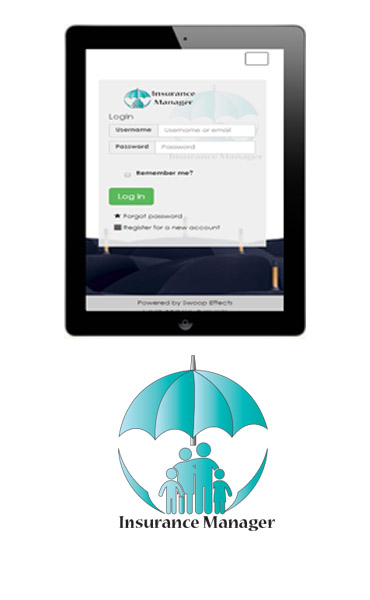 Insurance
Manager
Login
Username Username or email
Password Password
Insurance Manager
Remember me?
Log in
Forgot password
Register for a new account
Powered by Swoop Effects
Insurance Manager